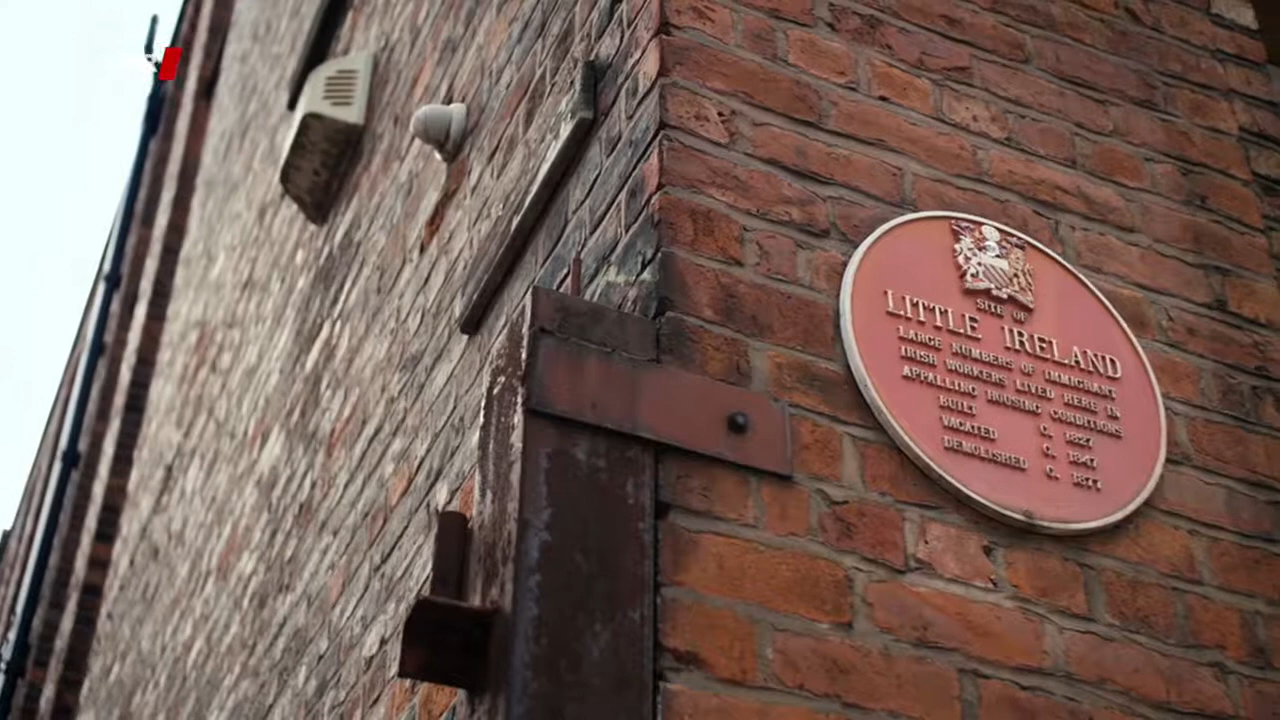 SITE OF
LITTLE IRELAND
LARGE NUMBERS OF IMMIGRANT
IRISH WORKERS LIVED HERE IN
APPALLING HOUSING CONDITIONS
BUILT C. 1827
VACATED C. 1847
DEMOLISHED C. 1877